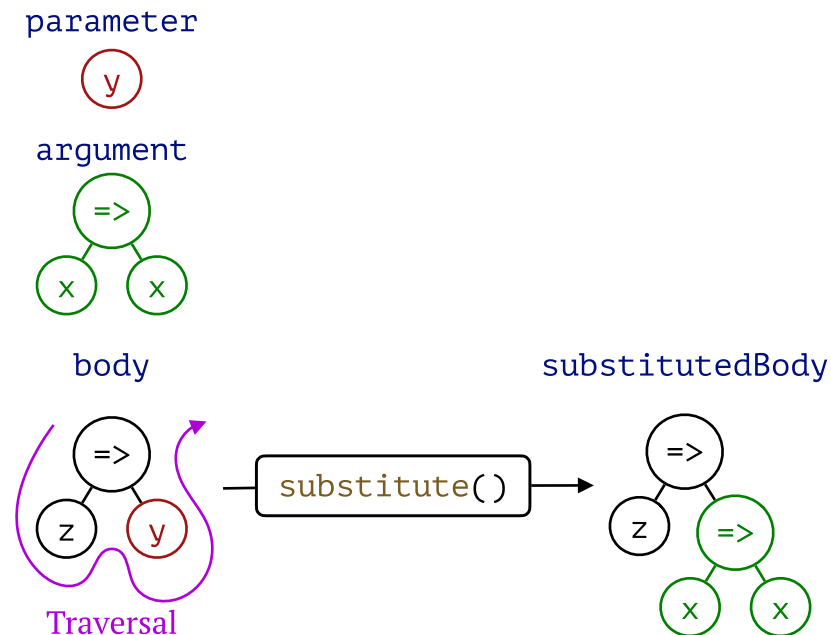 parameter
y
argument
=>
x x
body
substitutedBody
=>
z y
substitute()
=>
z
=>
x x
Traversal